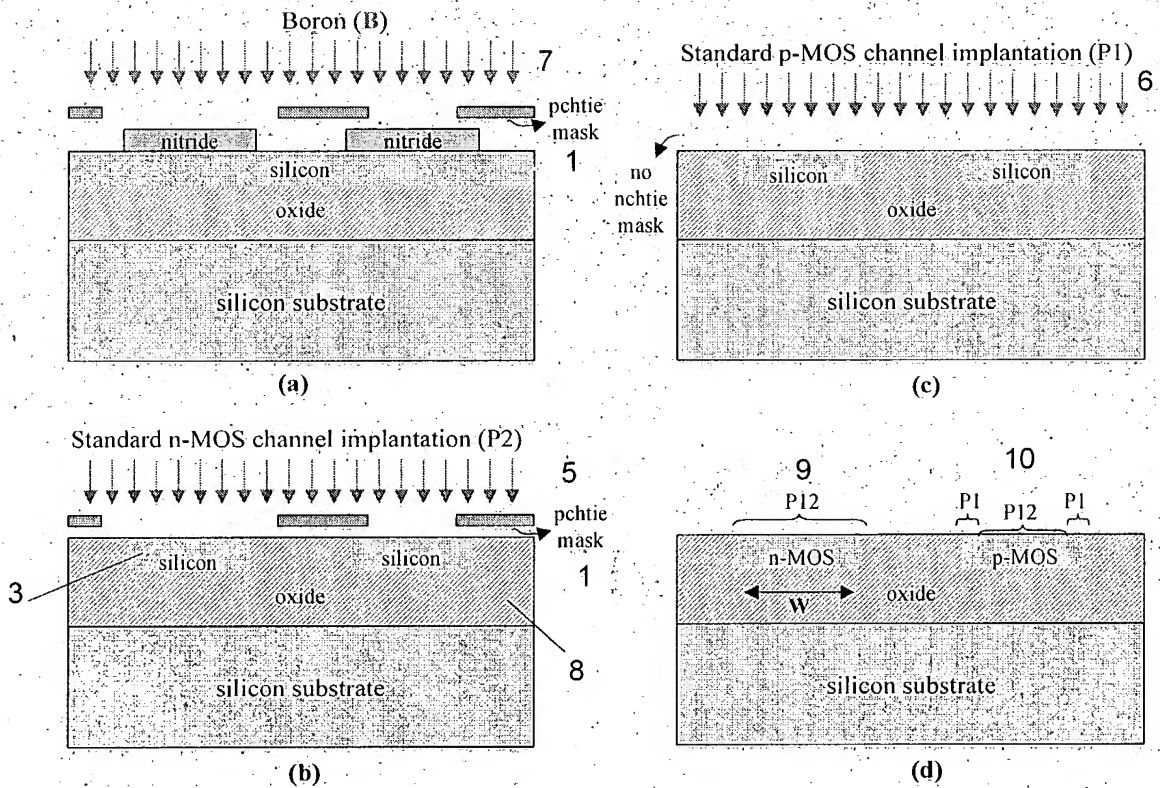 Boron (B)
7
pchtie
mask
1
nitride
nitride
silicon
oxide
silicon substrate
(a)
Standard n-MOS channel implantation (P2)
5
pchtie
mask
1
3
silicon
silicon
oxide
8
silicon substrate
(b)
Standard p-MOS channel implantation (P1)
6
no
nchtie
mask
silicon
silicon
oxide
silicon substrate
(c)
9
10
P12
P1
P12
P1
n-MOS
p-MOS
W
oxide
silicon substrate
(d)